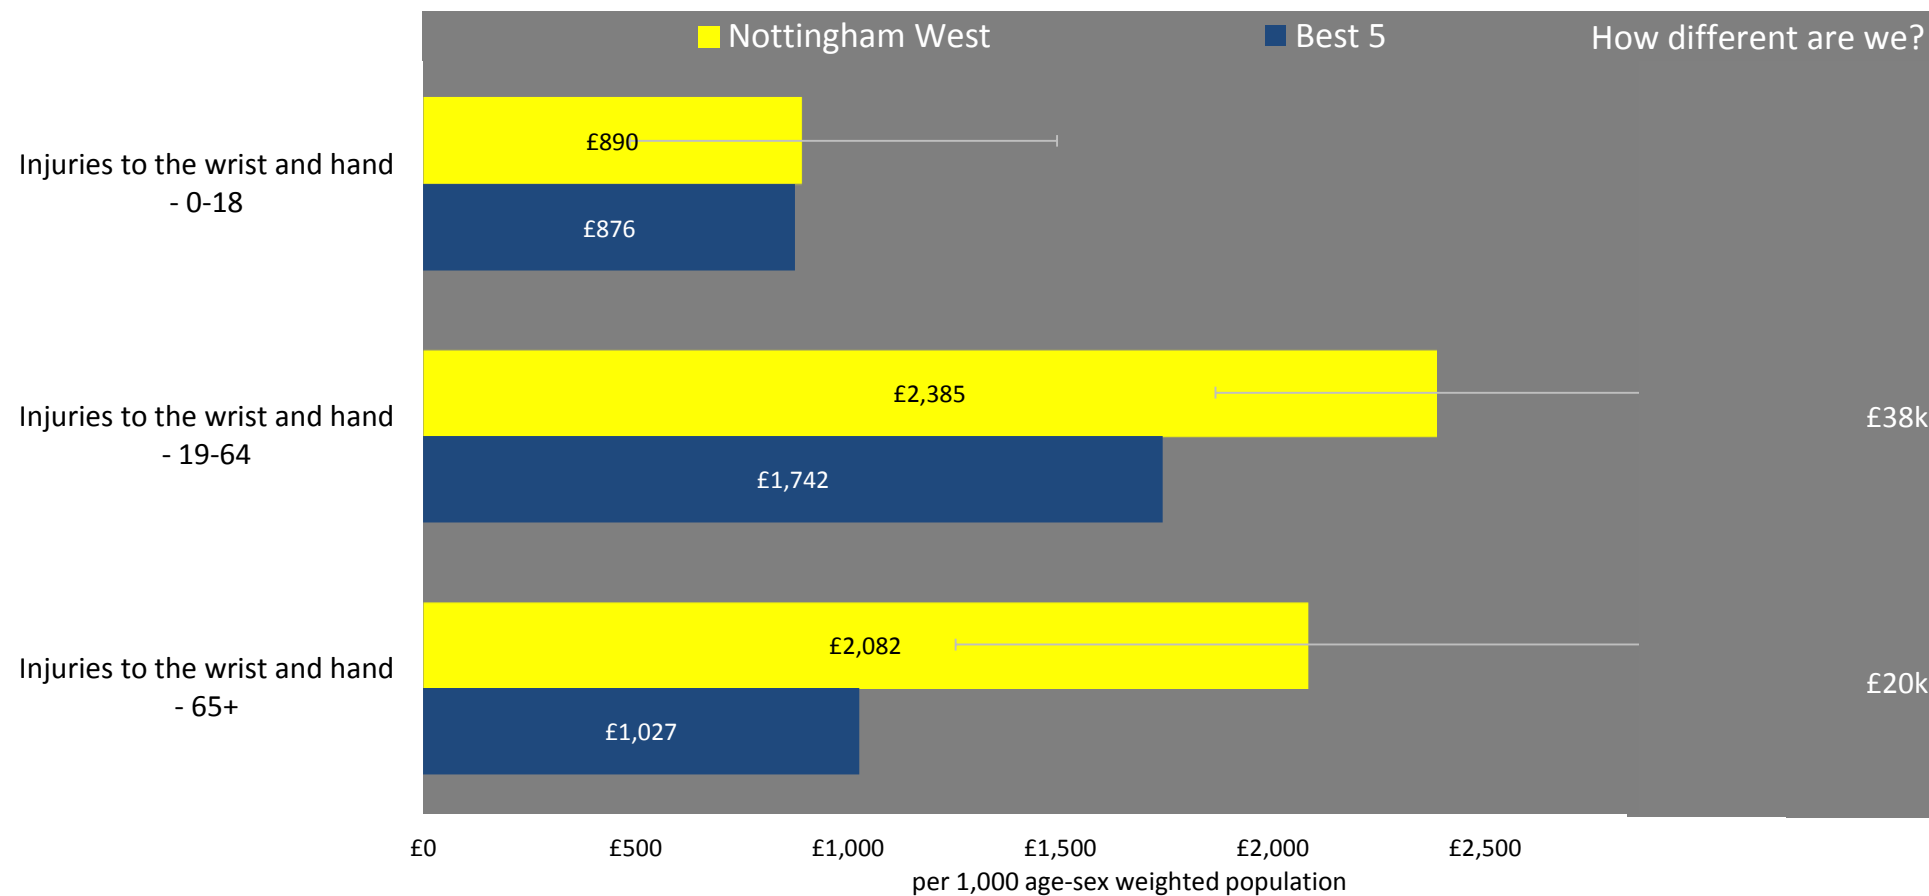 Nottingham West
Best 5
How different are we?
Injuries to the wrist and hand
- 0-18
£890
£876
Injuries to the wrist and hand
- 19-64
£2,385
£1,742
£38k
Injuries to the wrist and hand
- 65+
£2,082
£1,027
£20k
£0 £500 £1,000 £1,500 £2,000 £2,500
per 1,000 age-sex weighted population